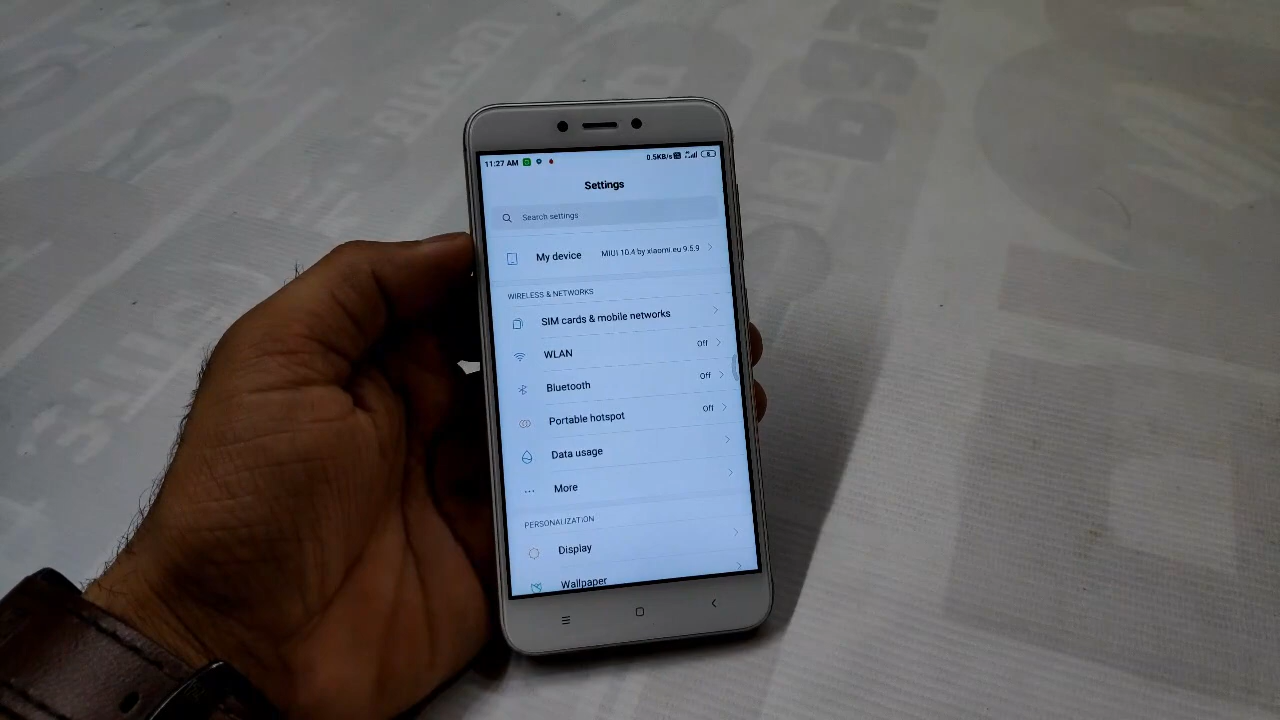 11:27 AM 0.5KB/s
Settings
Search settings
My device MIUI 10.4 by xiaomi.eu 9.5.9
WIRELESS & NETWORKS
SIM cards & mobile networks
WLAN Off
Bluetooth Off
Portable hotspot Off
Data usage
More
PERSONALIZATION
Display
Wallpaper